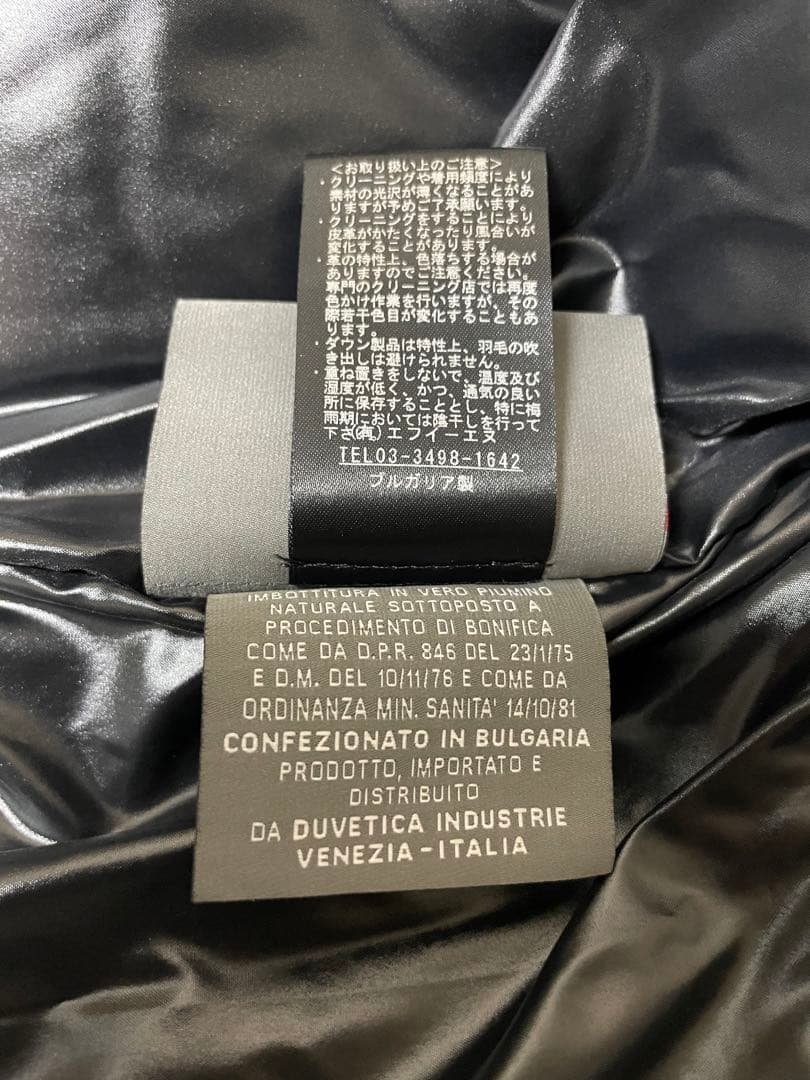 <お取り扱い上のご注意>
・クリーニングや着用頻度により
素材の光沢が薄くなることがあ
りますが予めご了承願います。
・クリーニングをすることにより
皮革がかたくなったり風合いが
変化することがあります。
・革の特性上、色落ちする場合が
ありますのでご注意ください。
専門のクリーニング店では再度
色かけ作業を行いますが、その
際若干色目が変化することもあ
ります。
・ダウン製品は特性上、羽毛の吹
き出しは避けられません。
・重ね置きをしないで、温度及び
湿度が低く、かつ、通気の良い
所に保存することとし、特に梅
雨期においては陰干しを行って
下さい。(有)エフイーエヌ
TEL03-3498-1642
ブルガリア製
IMBOTTITURA IN VERO PIUMINO
NATURALE SOTTOPOSTO A
PROCEDIMENTO DI BONIFICA
COME DA D.P.R. 846 DEL 23/1/75
E D.M. DEL 10/11/76 E COME DA
ORDINANZA MIN. SANITA' 14/10/81
CONFEZIONATO IN BULGARIA
PRODOTTO, IMPORTATO E
DISTRIBUITO
DA DUVETICA INDUSTRIE
VENEZIA-ITALIA